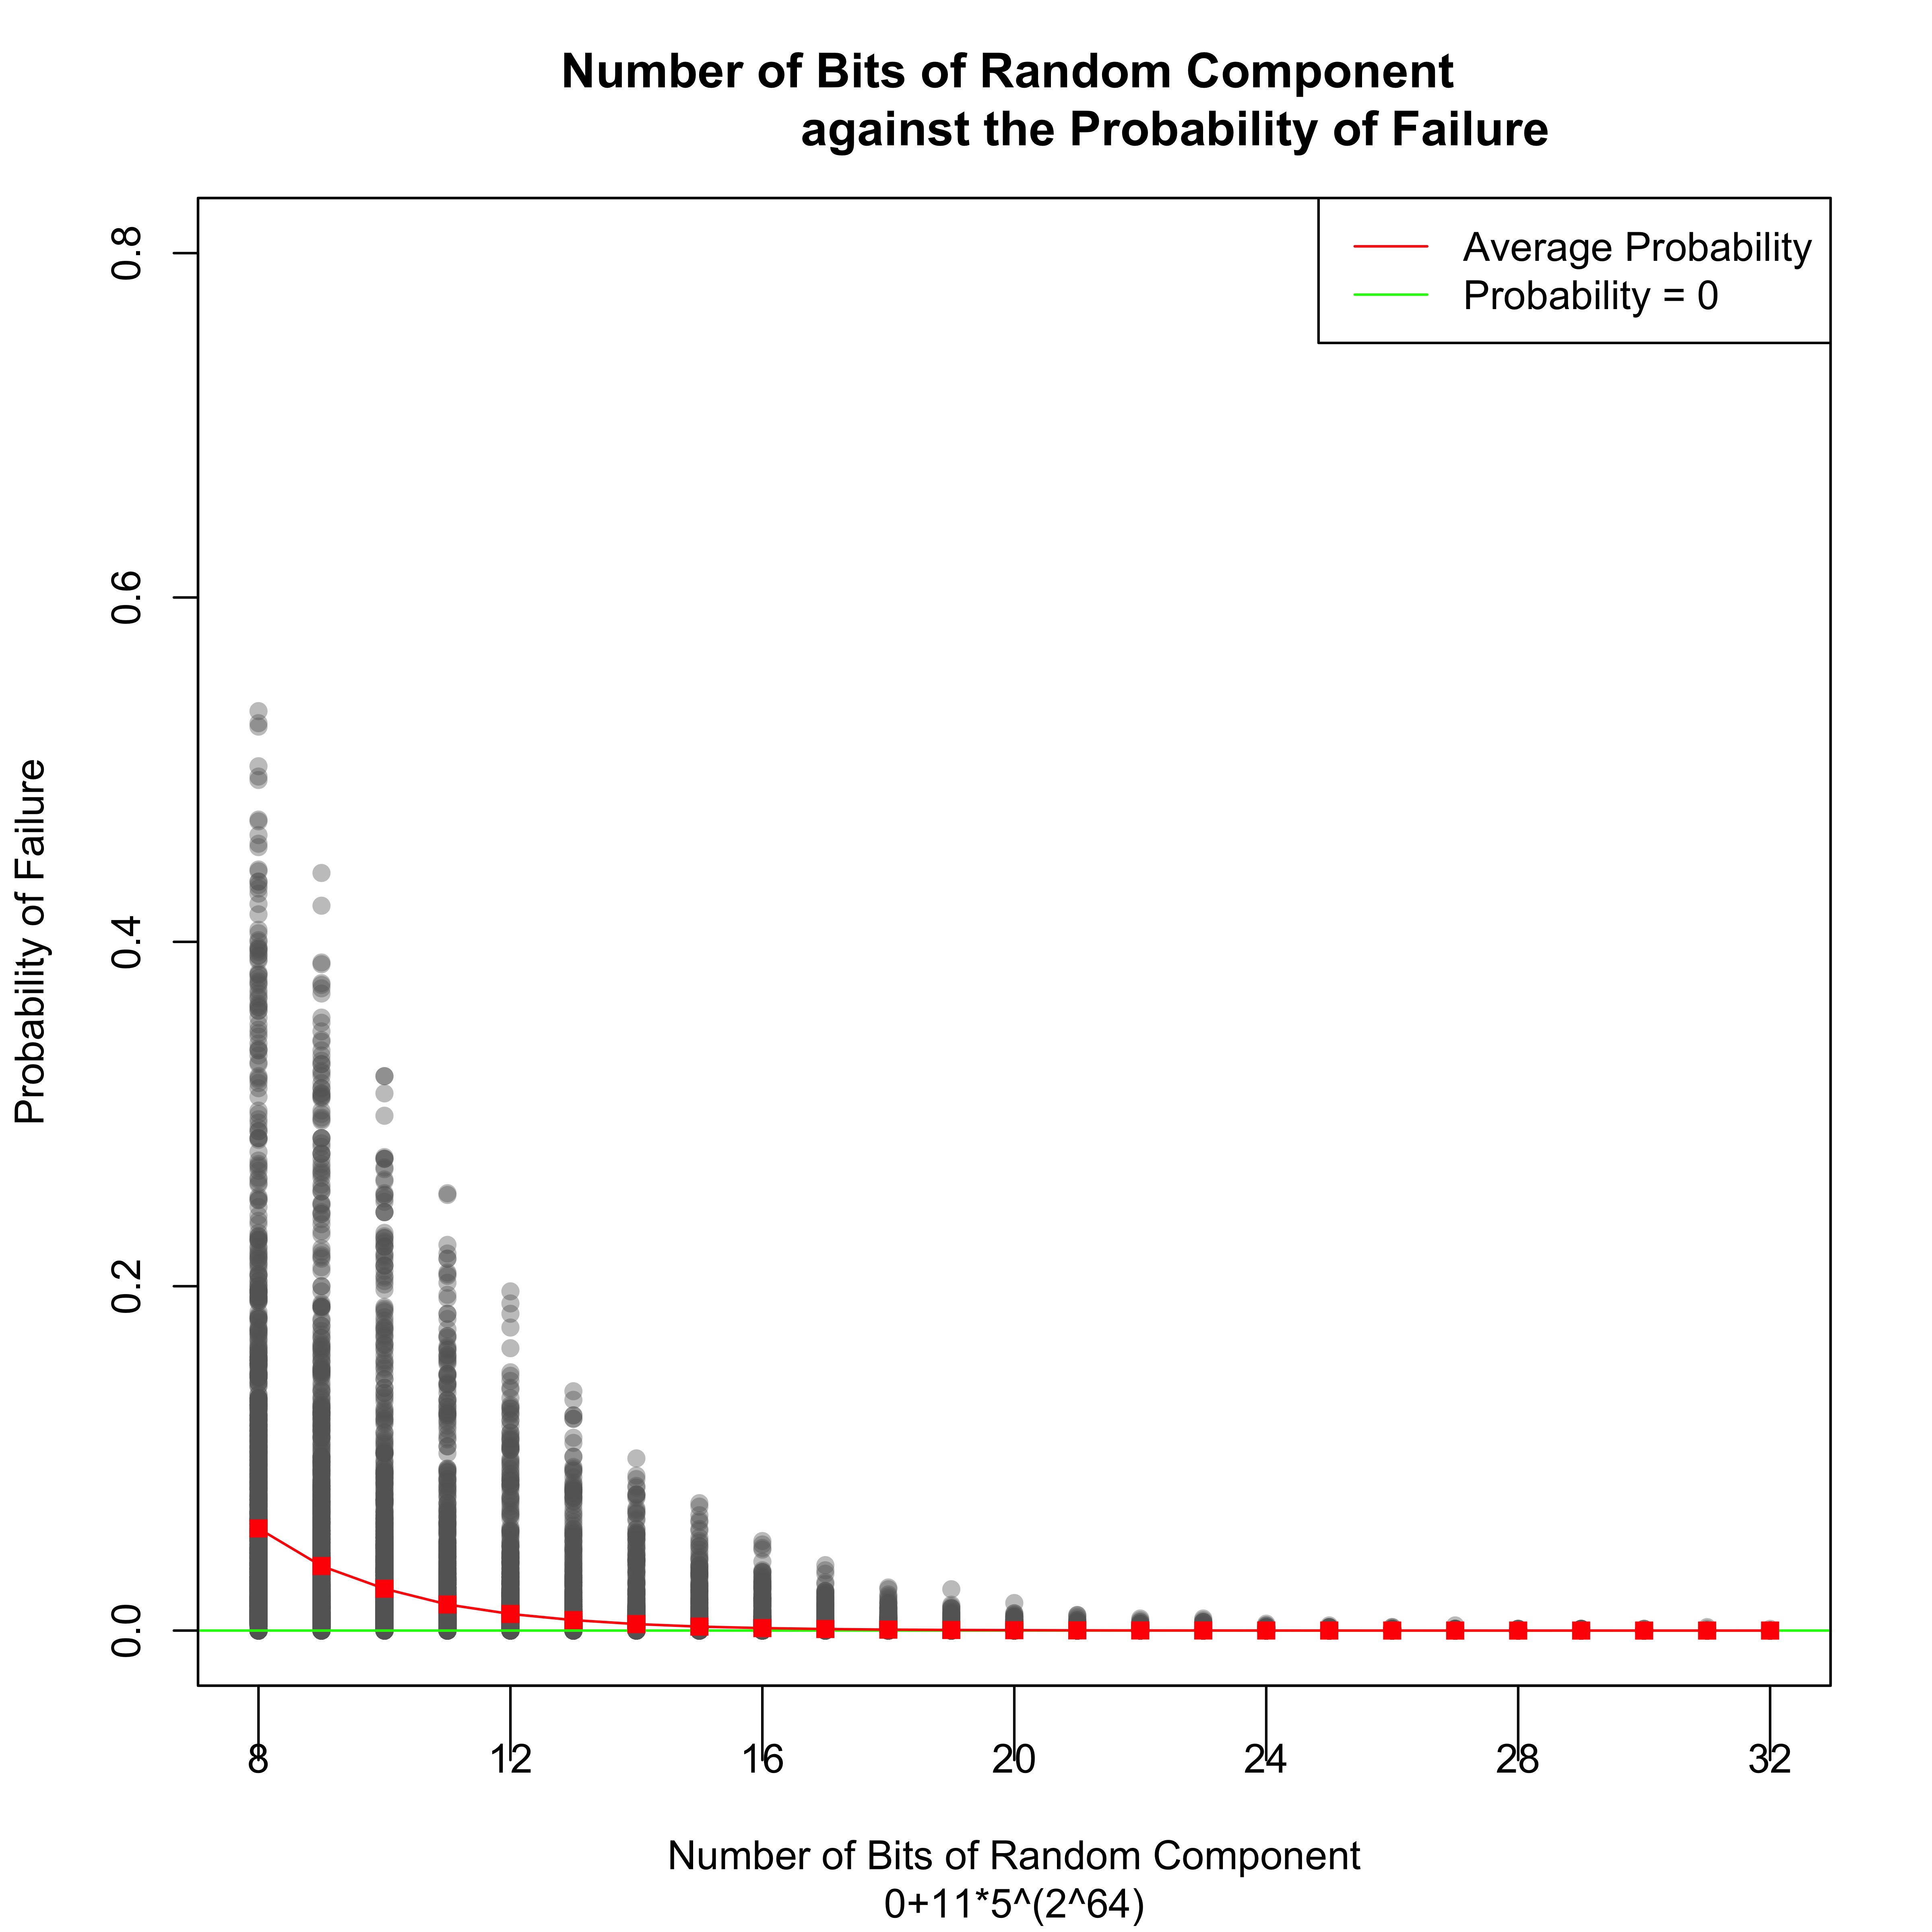 Number of Bits of Random Component
against the Probability of Failure
Average Probability
Probability = 0
0.8
0.6
0.4
0.2
0.0
Probability of Failure
8 12 16 20 24 28 32
Number of Bits of Random Component
0+11*5^(2^64)